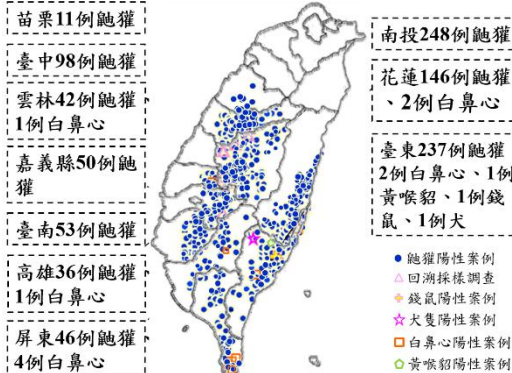 苗栗11例鼬獾
臺中98例鼬獾
雲林42例鼬獾
1例白鼻心
嘉義縣50例鼬
獾
臺南53例鼬獾
高雄36例鼬獾
1例白鼻心
屏東46例鼬獾
4例白鼻心
南投248例鼬獾
花蓮146例鼬獾
、2例白鼻心
臺東237例鼬獾
2例白鼻心、1例
黃喉貂、1例錢
鼠、1例犬
鼬獾陽性案例
回溯採樣調查
錢鼠陽性案例
犬隻陽性案例
白鼻心陽性案例
黃喉貂陽性案例